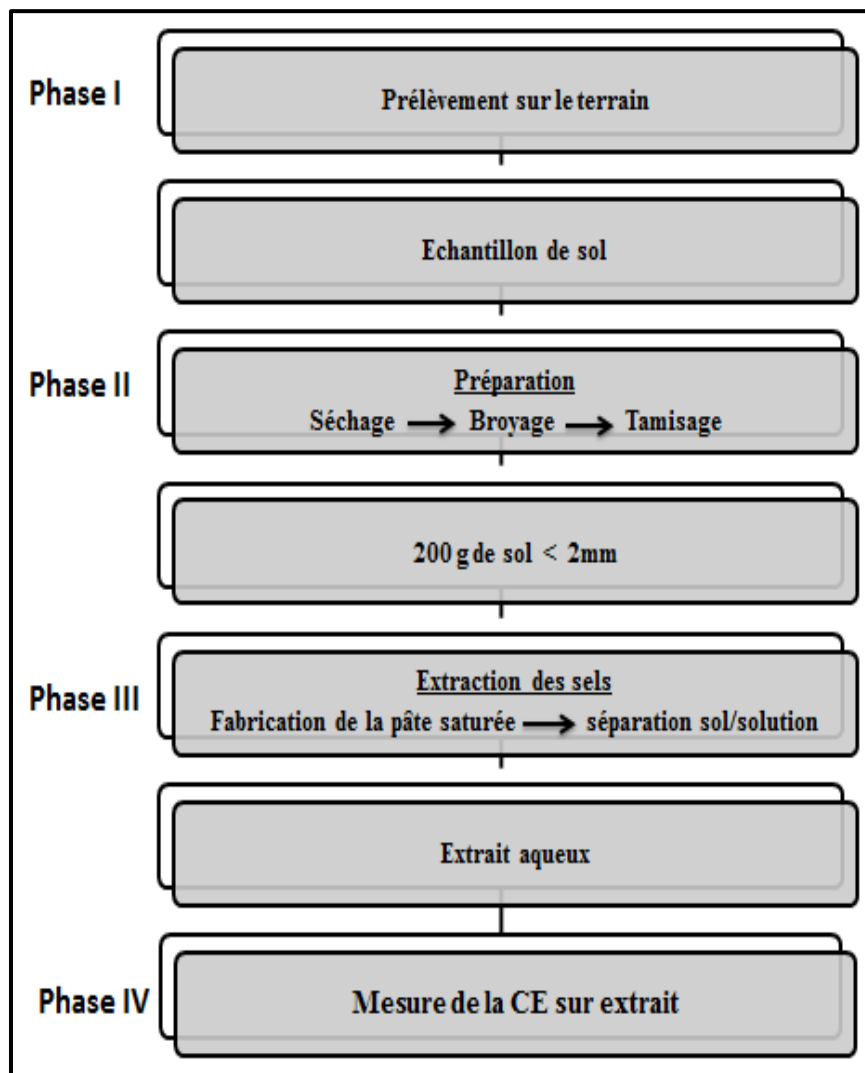 Phase I
Prélèvement sur le terrain
Echantillon de sol
Phase II
Préparation
Séchage → Broyage → Tamisage
200 g de sol < 2mm
Phase III
Extraction des sels
Fabrication de la pâte saturée → séparation sol/solution
Extrait aqueux
Phase IV
Mesure de la CE sur extrait